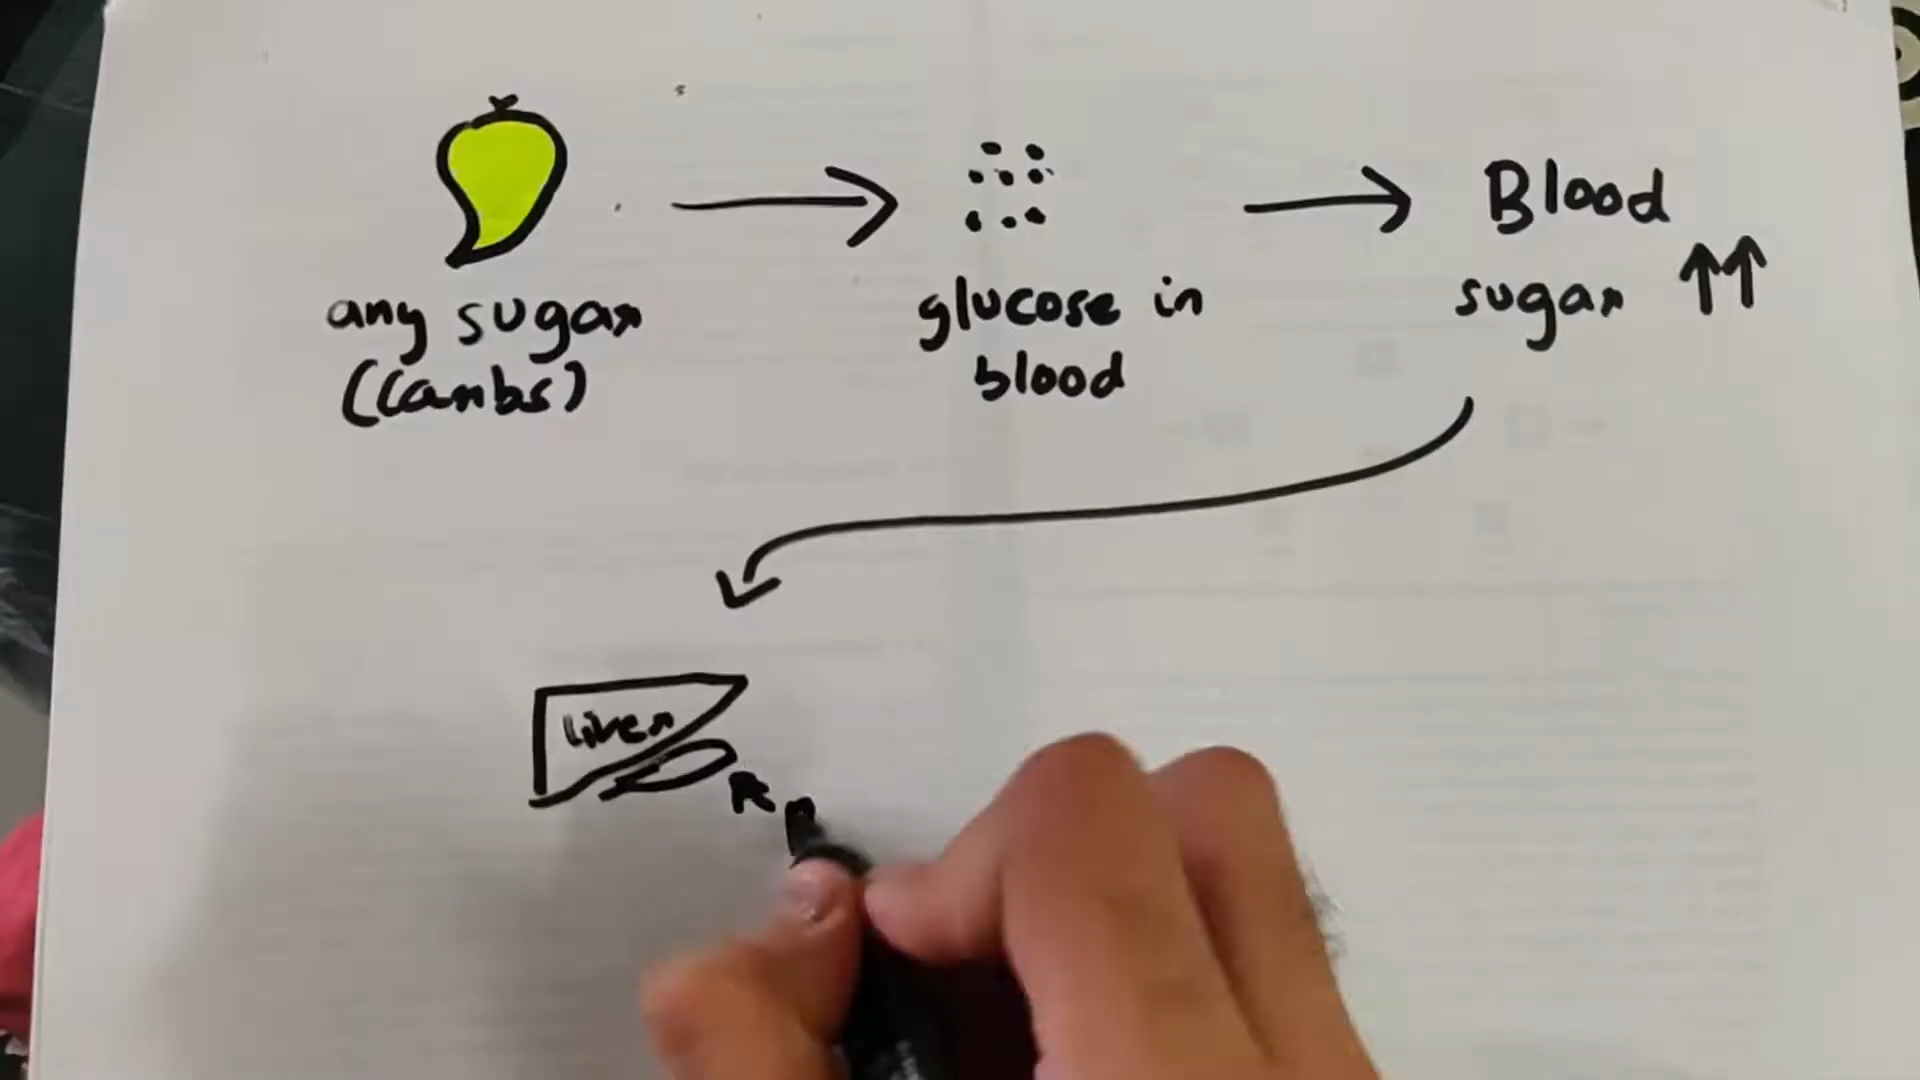 any sugar
(Carbs)
glucose in
blood
Blood
sugar ↑↑
liver